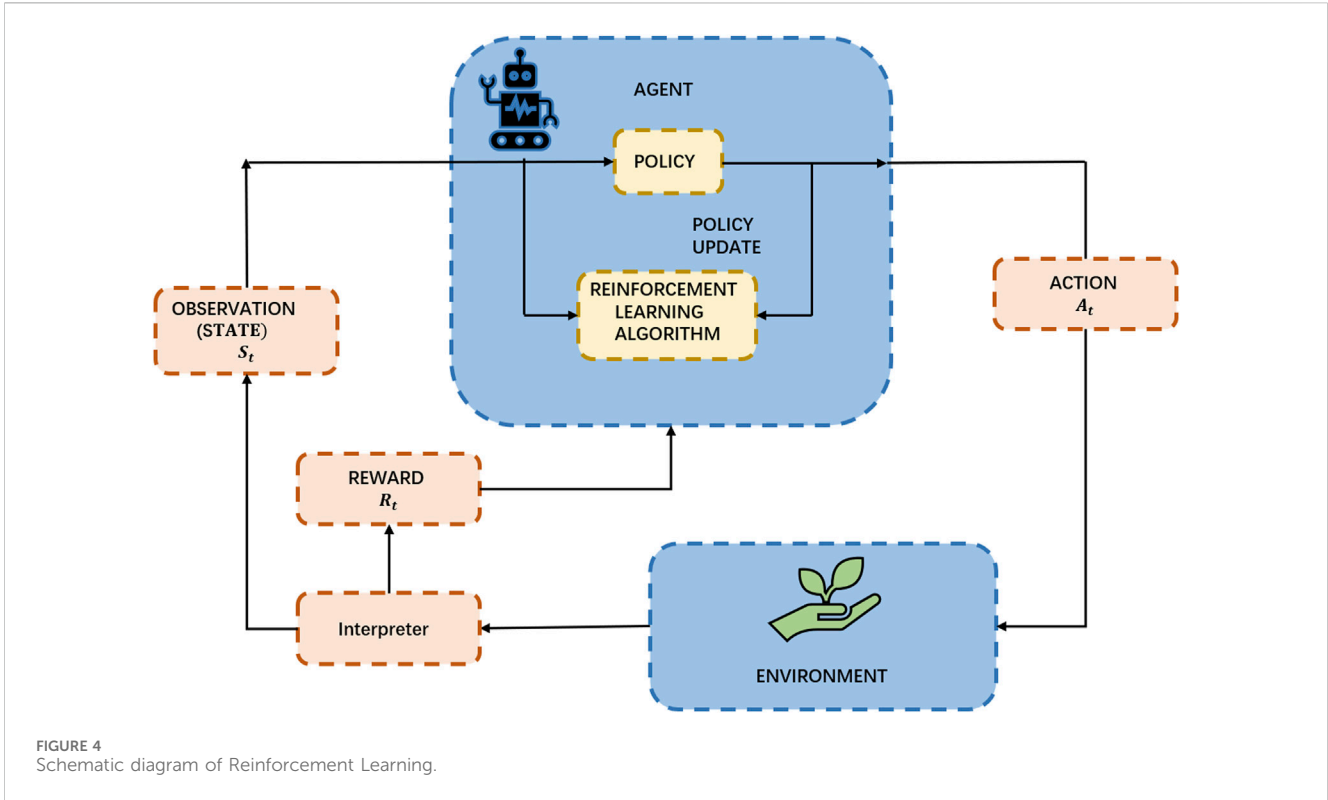 AGENT
POLICY
POLICY
UPDATE
REINFORCEMENT
LEARNING
ALGORITHM
OBSERVATION
(STATE)
S_t
ACTION
A_t
REWARD
R_t
Interpreter
ENVIRONMENT
FIGURE 4
Schematic diagram of Reinforcement Learning.